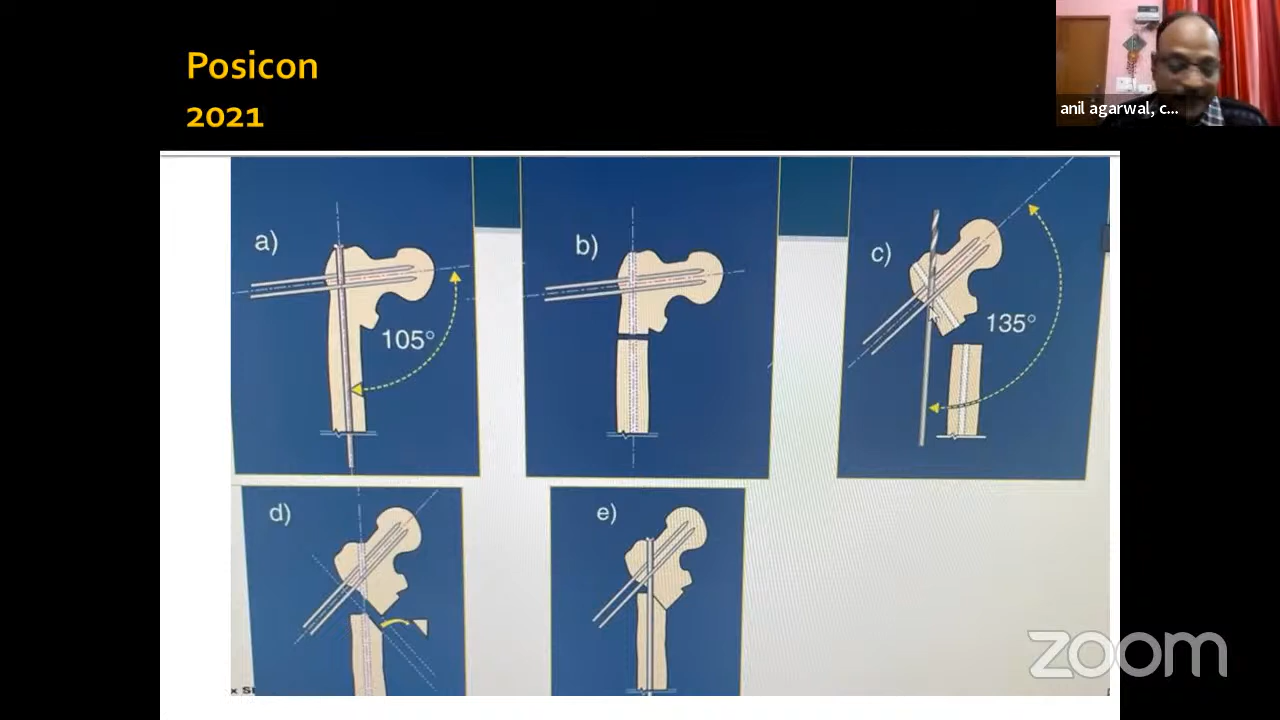 Posicon
2021
anil agarwal, c...
a)
105°
b)
c)
135°
d)
e)
zoom